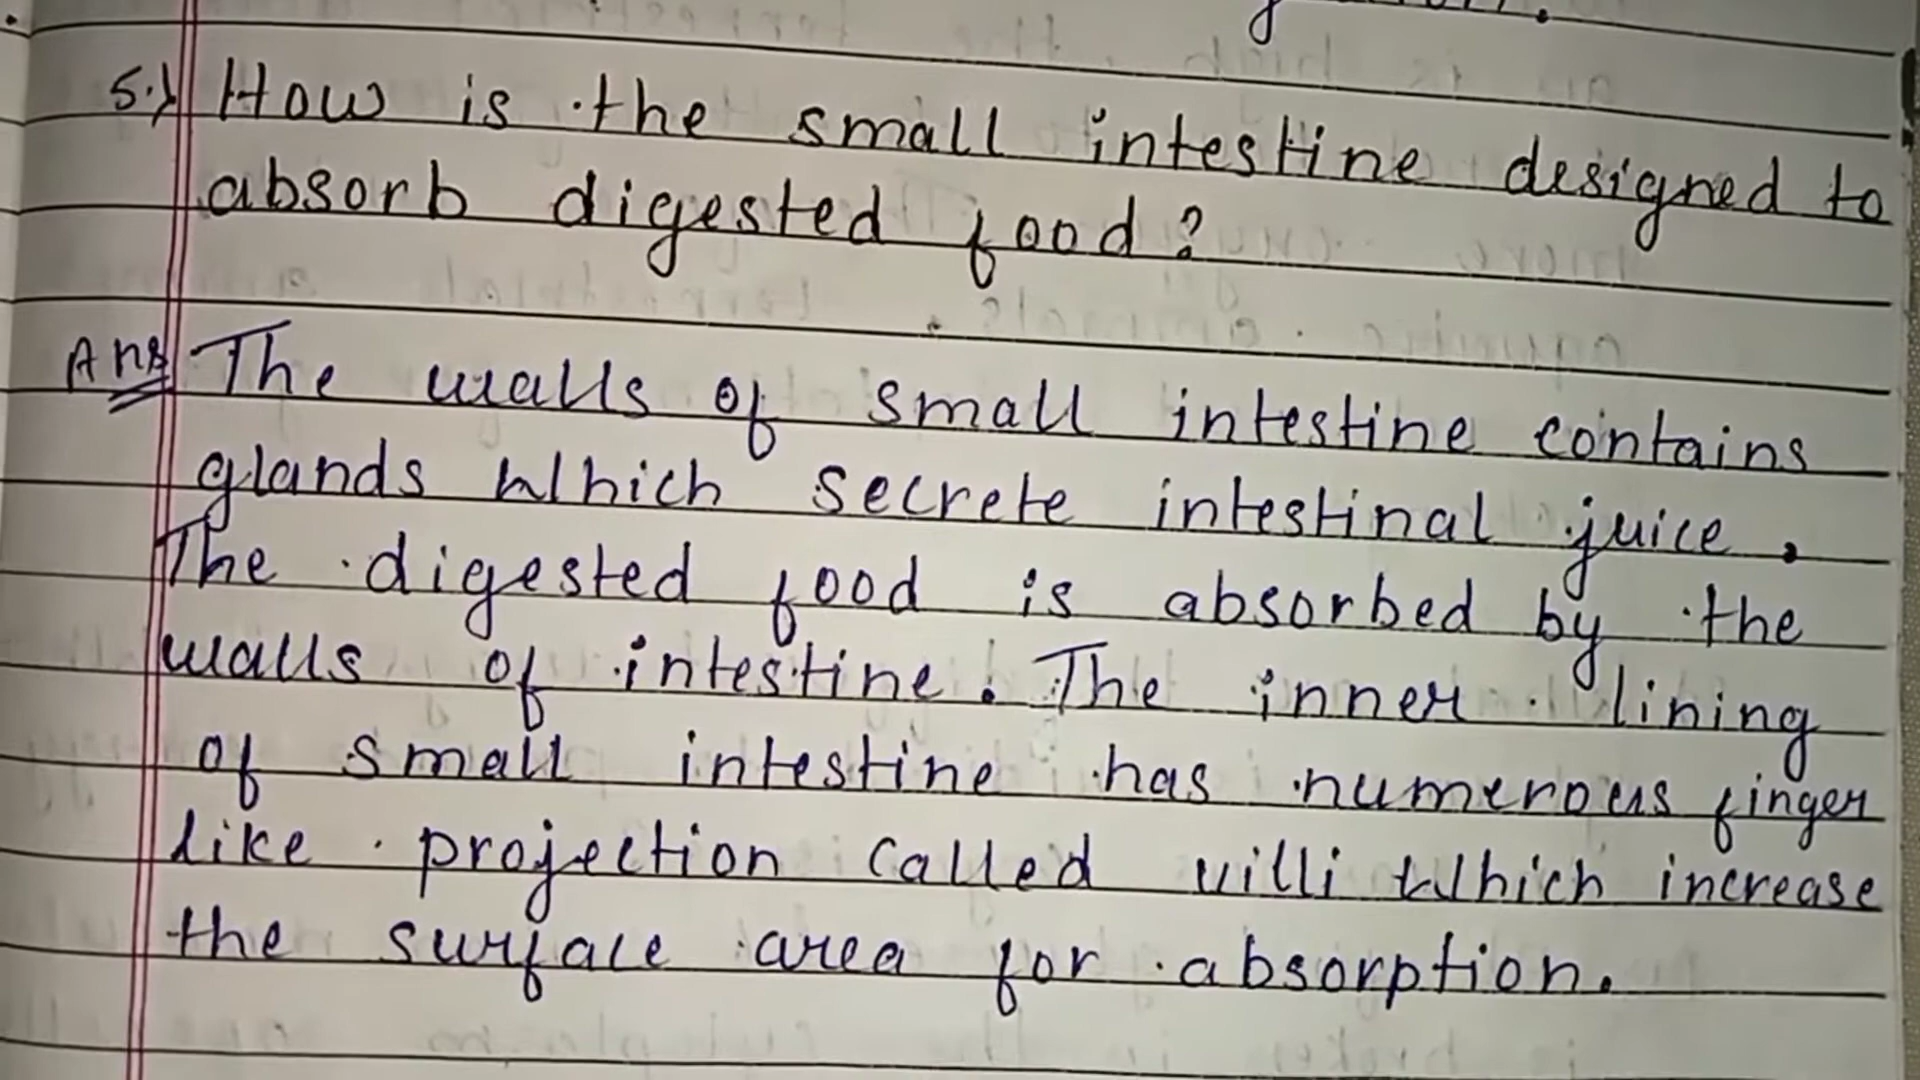 5.) How is the small intestine designed to
absorb digested food?
Ans The walls of small intestine contains
glands which secrete intestinal juice.
The digested food is absorbed by the
walls of intestine. The inner lining
of small intestine has numerous finger
like projection called villi which increase
the surface area for absorption.